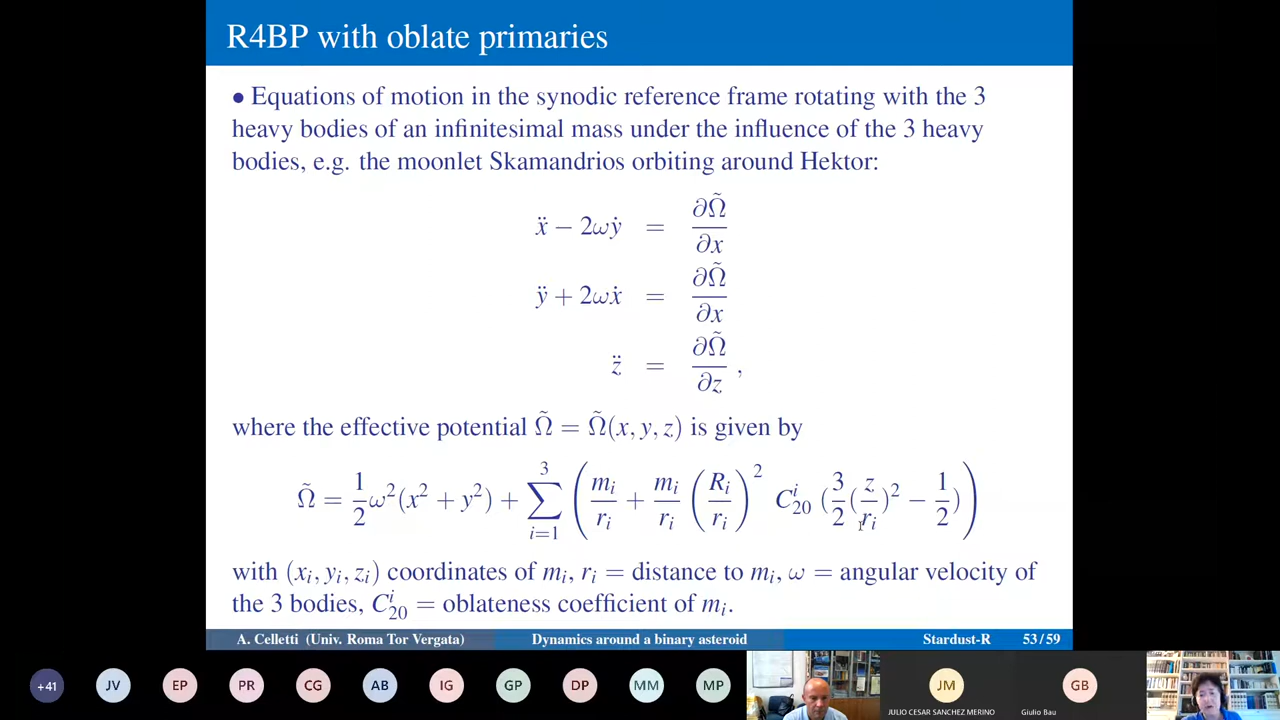 R4BP with oblate primaries
• Equations of motion in the synodic reference frame rotating with the 3
heavy bodies of an infinitesimal mass under the influence of the 3 heavy
bodies, e.g. the moonlet Skamandrios orbiting around Hektor:
ẍ − 2ωẏ = ∂Ω̃/∂x
ÿ + 2ωẋ = ∂Ω̃/∂x
z̈ = ∂Ω̃/∂z ,
where the effective potential Ω̃ = Ω̃(x, y, z) is given by
Ω̃ = 1/2 ω²(x² + y²) + ∑_{i=1}^{3} ( m_i/r_i + m_i/r_i (R_i/r_i)² C^i_{20} (3/2 (z/r_i)² − 1/2) )
with (x_i, y_i, z_i) coordinates of m_i, r_i = distance to m_i, ω = angular velocity of
the 3 bodies, C^i_{20} = oblateness coefficient of m_i.
A. Celletti (Univ. Roma Tor Vergata) Dynamics around a binary asteroid Stardust-R 53 / 59
+41 JV EP PR CG AB IG GP DP MM MP JM GB
JULIO CESAR SANCHEZ MERINO Giulio Bau